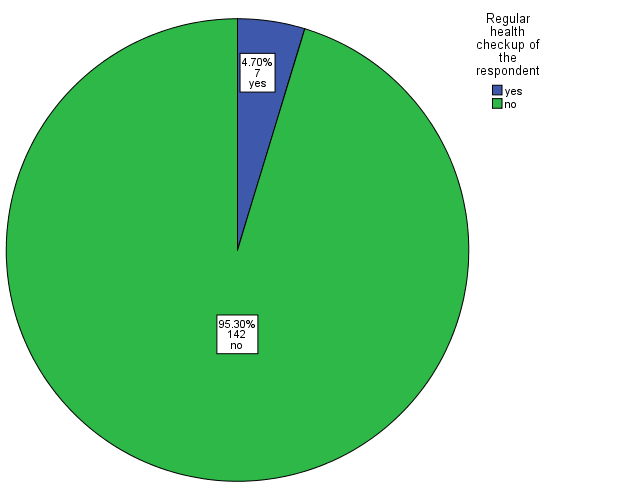 Regular
health
checkup of
the
respondent
yes
no
4.70%
7
yes
95.30%
142
no